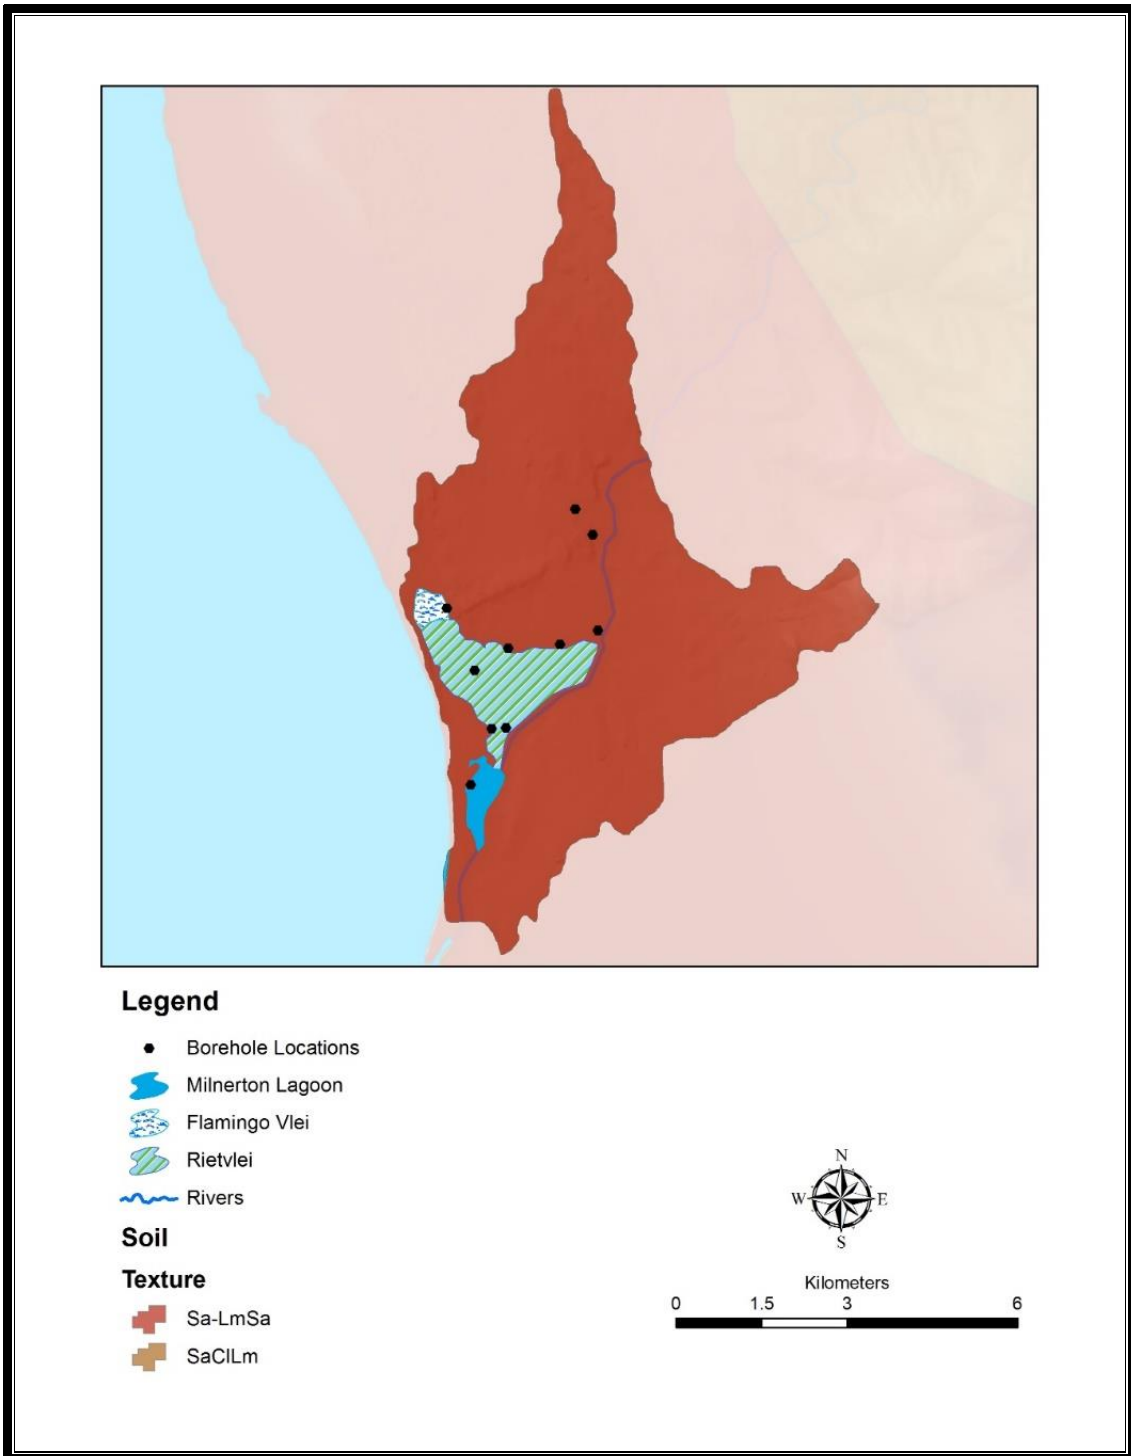 Legend
Borehole Locations
Milnerton Lagoon
Flamingo Vlei
Rietvlei
Rivers
Soil
Texture
Sa-LmSa
SaClLm
N
W E
S
Kilometers
0 1.5 3 6